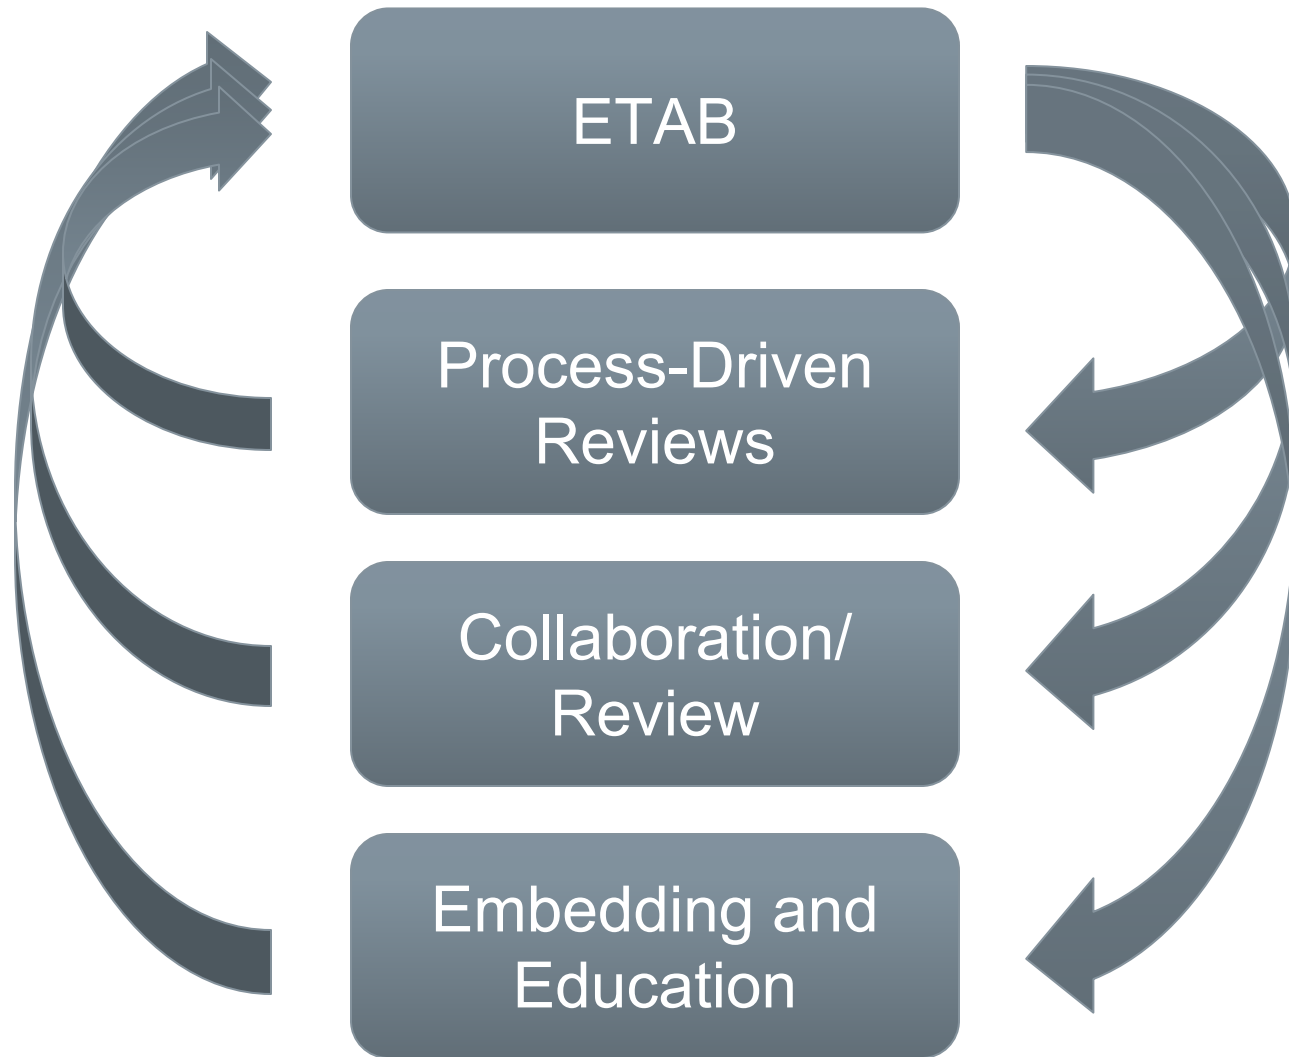 ETAB
Process-Driven
Reviews
Collaboration/
Review
Embedding and
Education